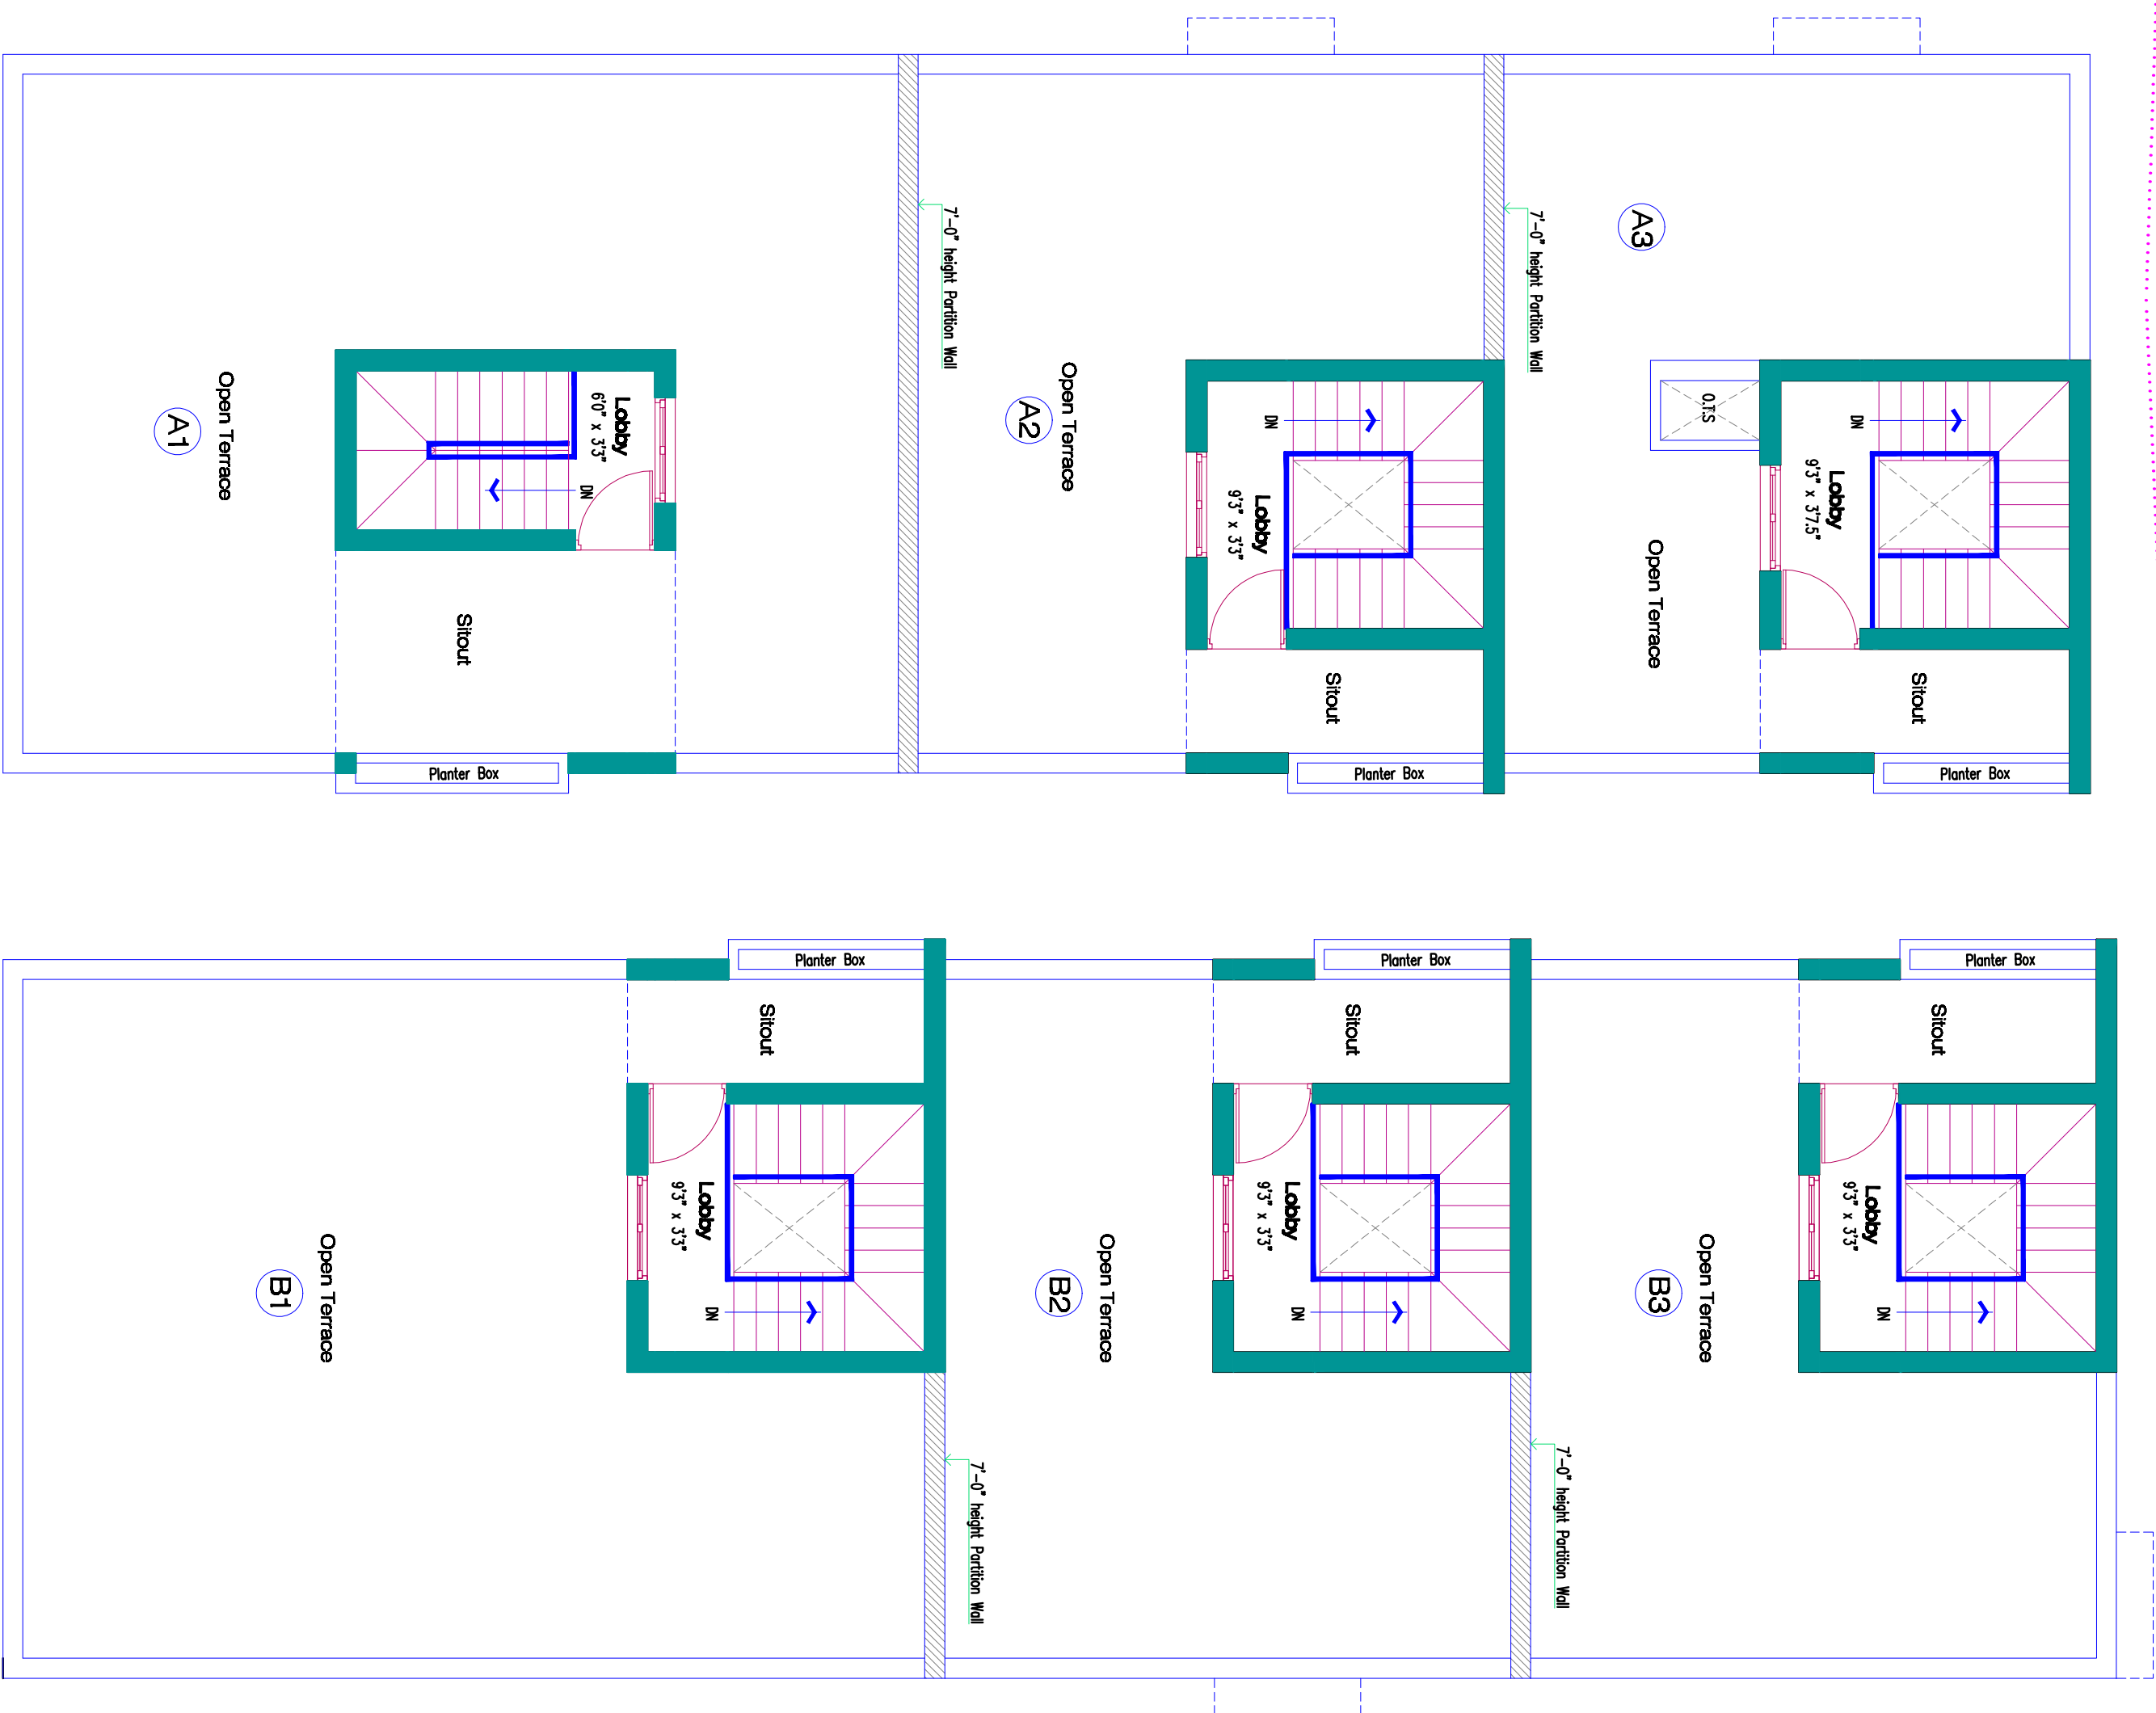 A1
Open Terrace
Lobby
6'0" x 3'3"
DN
Sitout
Planter Box
7'-0" height Partition Wall
A2
Open Terrace
Lobby
9'3" x 3'3"
DN
Sitout
Planter Box
7'-0" height Partition Wall
A3
Open Terrace
O.T.S
Lobby
9'3" x 3'7.5"
DN
Sitout
Planter Box
B1
Open Terrace
Planter Box
Sitout
Lobby
9'3" x 3'3"
DN
7'-0" height Partition Wall
B2
Open Terrace
Planter Box
Sitout
Lobby
9'3" x 3'3"
DN
7'-0" height Partition Wall
B3
Open Terrace
Planter Box
Sitout
Lobby
9'3" x 3'3"
DN